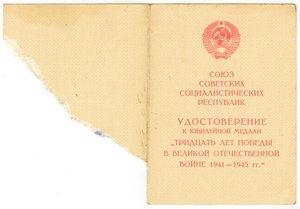 СОЮЗ
СОВЕТСКИХ
СОЦИАЛИСТИЧЕСКИХ
РЕСПУБЛИК
УДОСТОВЕРЕНИЕ
К ЮБИЛЕЙНОЙ МЕДАЛИ
„ТРИДЦАТЬ ЛЕТ ПОБЕДЫ
В ВЕЛИКОЙ ОТЕЧЕСТВЕННОЙ
ВОЙНЕ 1941—1945 гг.“